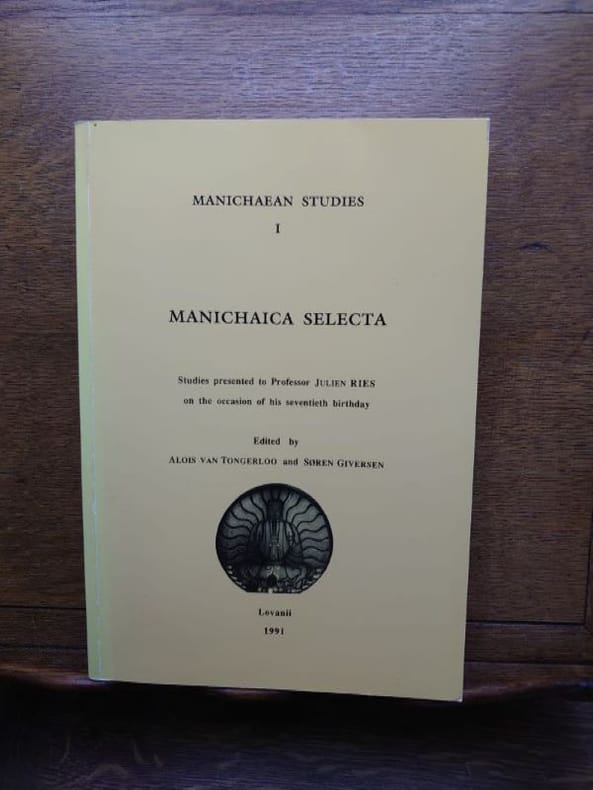 MANICHAEAN STUDIES
I
MANICHAICA SELECTA
Studies presented to Professor JULIEN RIES
on the occasion of his seventieth birthday
Edited by
ALOIS VAN TONGERLOO and SØREN GIVERSEN
Lovanii
1991